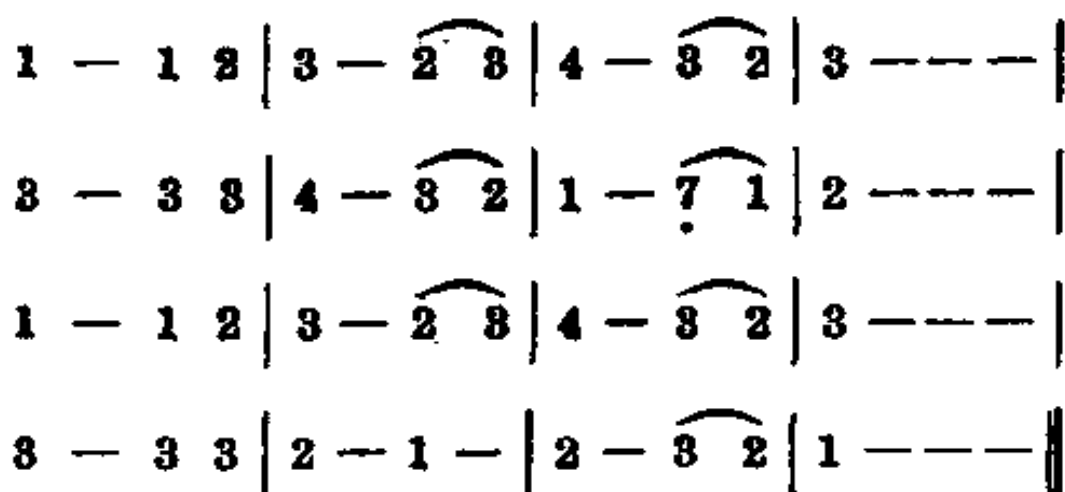 1 — 1 2 | 3 — 2 3 | 4 — 3 2 | 3 — — — |
3 — 3 3 | 4 — 3 2 | 1 — 7̣ 1 | 2 — — — |
1 — 1 2 | 3 — 2 3 | 4 — 3 2 | 3 — — — |
3 — 3 3 | 2 — 1 — | 2 — 3 2 | 1 — — — ‖